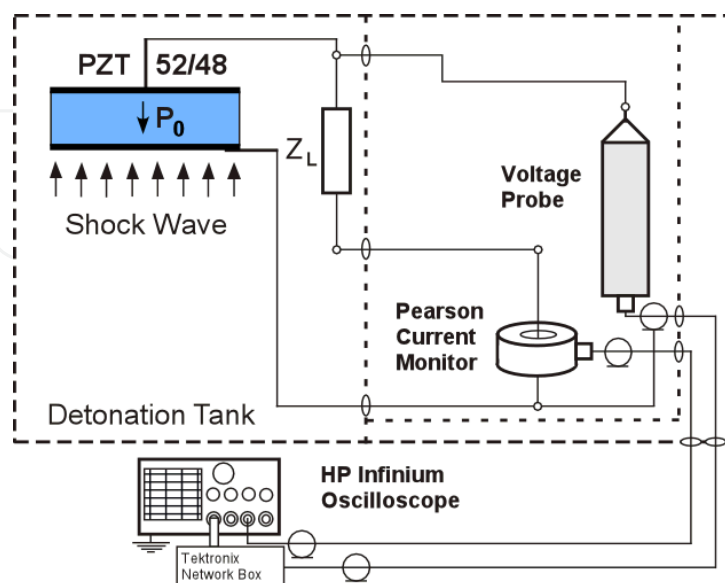 PZT 52/48
P0
ZL
Shock Wave
Voltage
Probe
Pearson
Current
Monitor
Detonation Tank
HP Infinium
Oscilloscope
Tektronix
Network Box